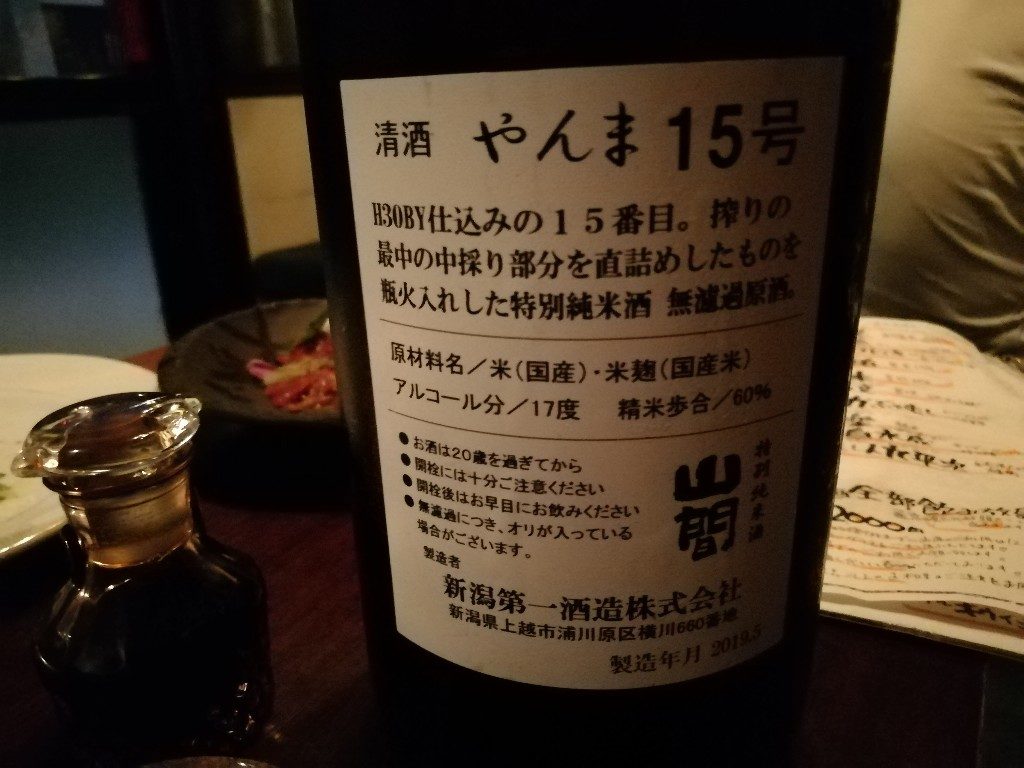 清酒 やんま 15号
H30BY仕込みの15番目。搾りの
最中の中採り部分を直詰めしたものを
瓶火入れした特別純米酒 無濾過原酒。
原材料名／米(国産)・米麹(国産米)
アルコール分／17度 精米歩合／60%
●お酒は20歳を過ぎてから
●開栓には十分ご注意ください
●開栓後はお早目にお飲みください
●無濾過につき、オリが入っている
場合がございます。
特別純米酒
山間
製造者
新潟第一酒造株式会社
新潟県上越市浦川原区横川660番地
製造年月 2019.5